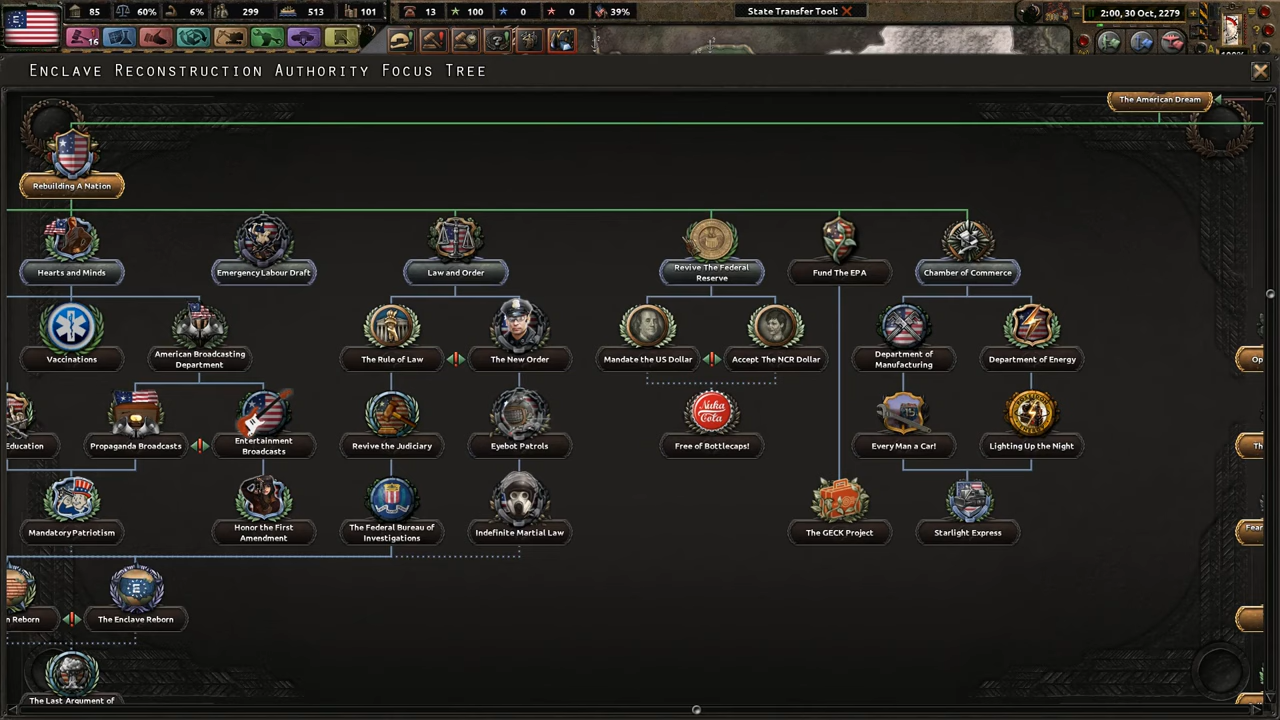 85 60% 6% 299 513 101 13 100 0 0 39%
State Transfer Tool:
2:00, 30 Oct, 2279
16
Enclave Reconstruction Authority Focus Tree
The American Dream
Rebuilding A Nation
Hearts and Minds
Emergency Labour Draft
Law and Order
Revive The Federal
Reserve
Fund The EPA
Chamber of Commerce
Vaccinations
American Broadcasting
Department
The Rule of Law
The New Order
Mandate the US Dollar
Accept The NCR Dollar
Department of
Manufacturing
Department of Energy
Op
Education
Propaganda Broadcasts
Entertainment
Broadcasts
Revive the Judiciary
Eyebot Patrols
Nuka
Cola
Free of Bottlecaps!
Every Man a Car!
Lighting Up the Night
Th
Mandatory Patriotism
Honor the First
Amendment
The Federal Bureau of
Investigations
Indefinite Martial Law
The GECK Project
Starlight Express
Fear
n Reborn
E
The Enclave Reborn
The Last Argument of